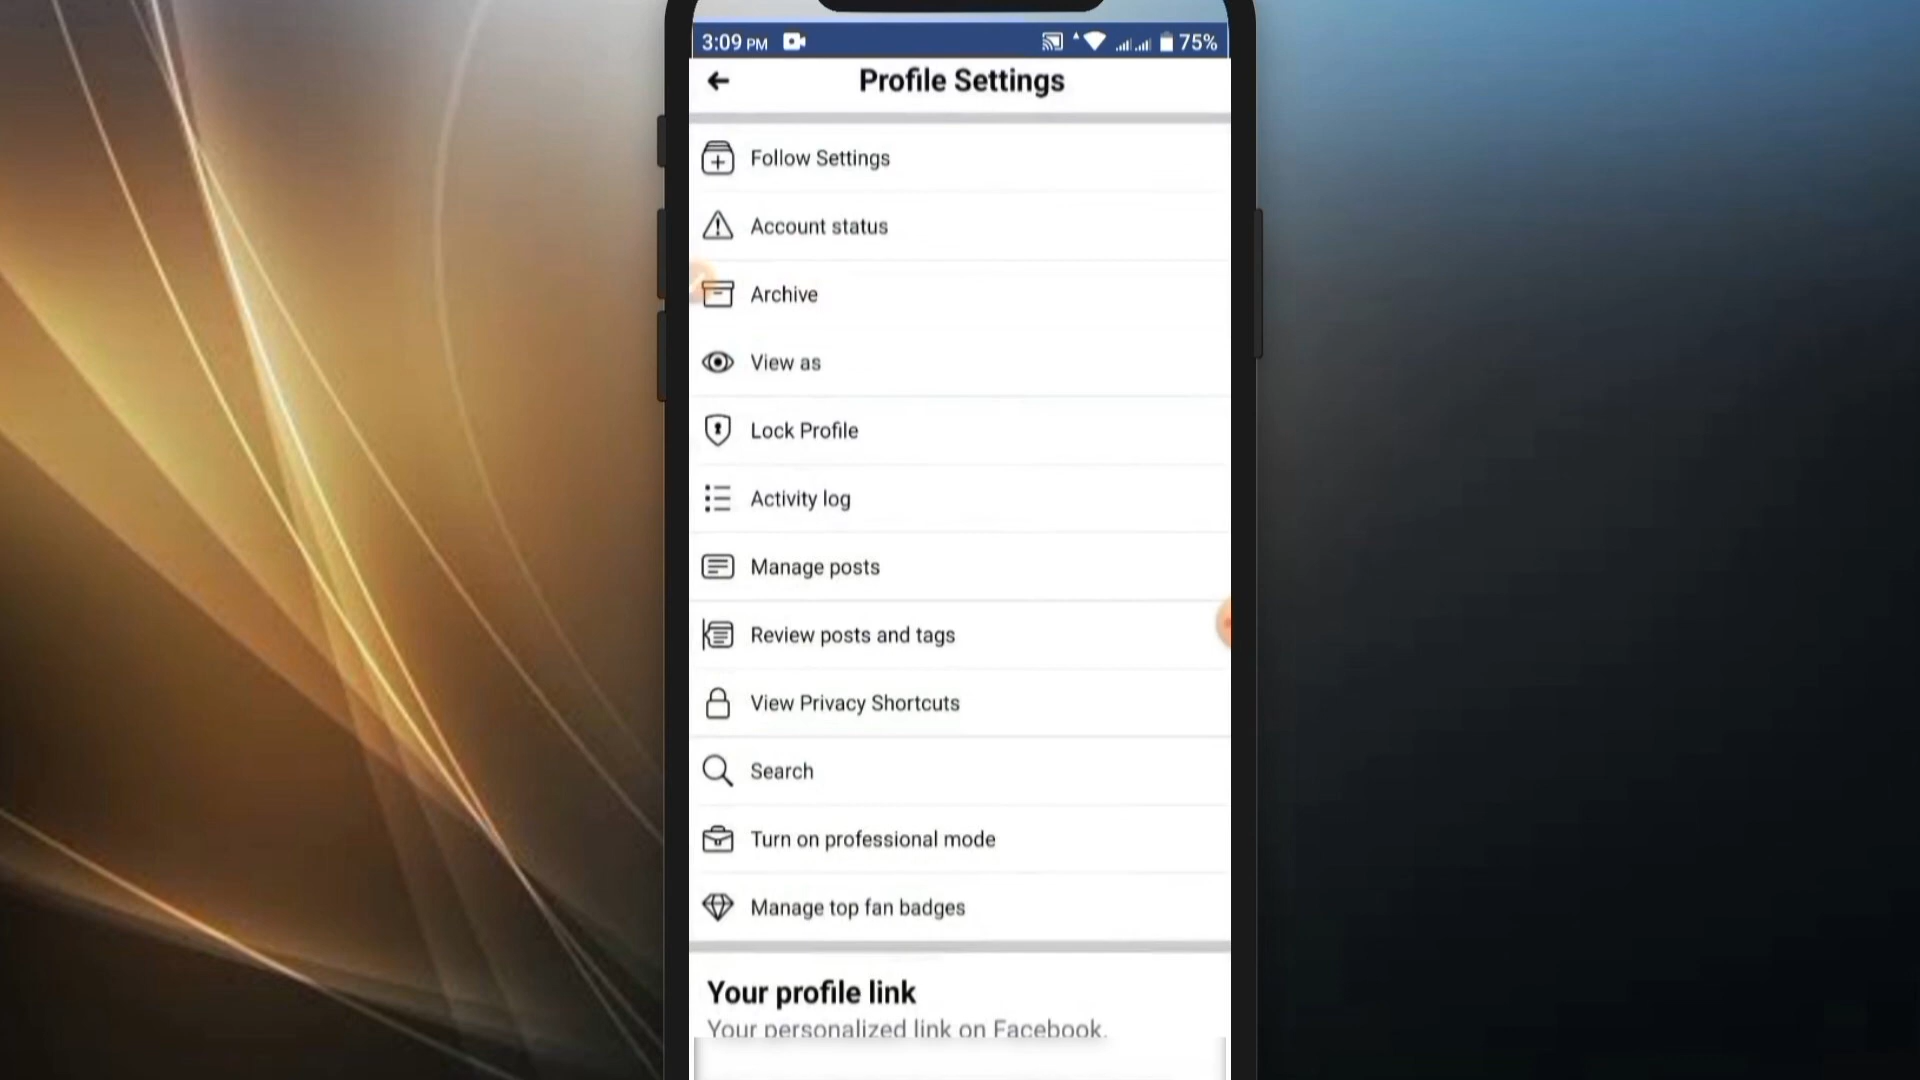 3:09 PM
75%
Profile Settings
Follow Settings
Account status
Archive
View as
Lock Profile
Activity log
Manage posts
Review posts and tags
View Privacy Shortcuts
Search
Turn on professional mode
Manage top fan badges
Your profile link
Your personalized link on Facebook.